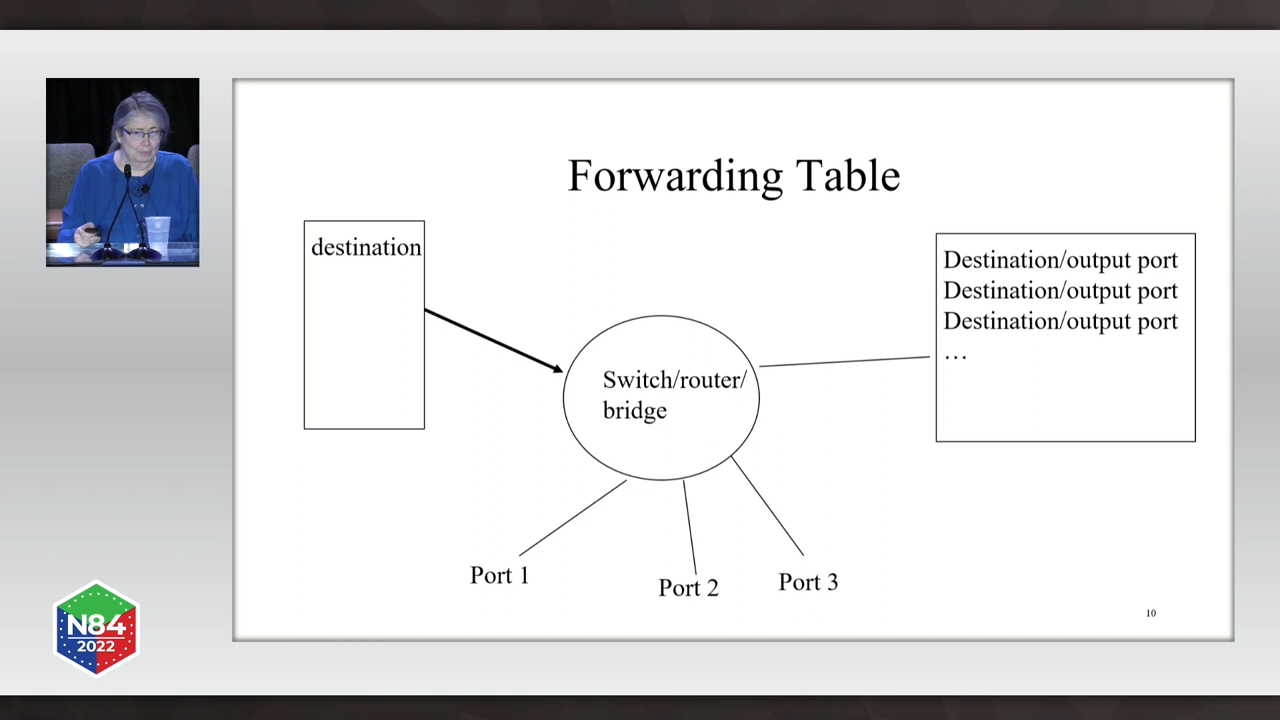 Forwarding Table
destination
Destination/output port
Destination/output port
Destination/output port
…
Switch/router/
bridge
Port 1
Port 2
Port 3
10
N84
2022